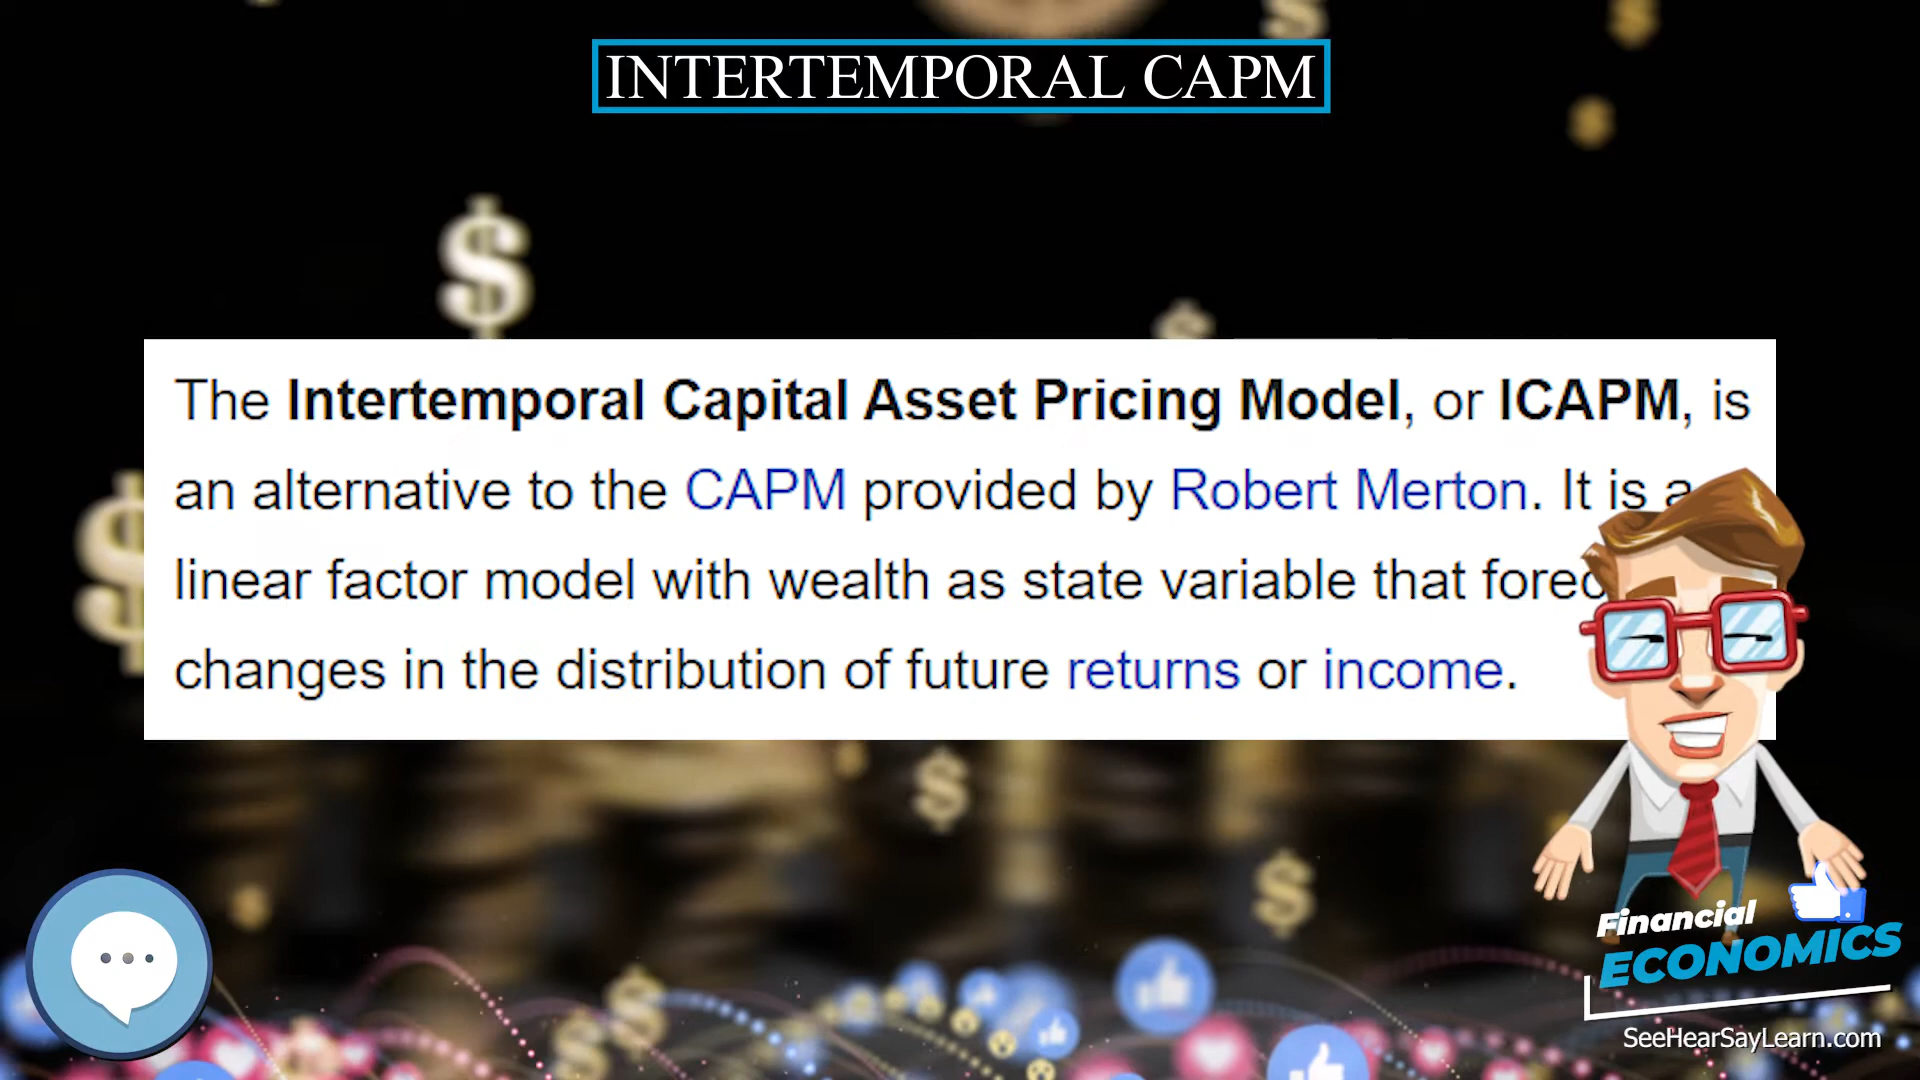 INTERTEMPORAL CAPM
The Intertemporal Capital Asset Pricing Model, or ICAPM, is
an alternative to the CAPM provided by Robert Merton. It is a
linear factor model with wealth as state variable that
changes in the distribution of future returns or income.
Financial
ECONOMICS
SeeHearSayLearn.com